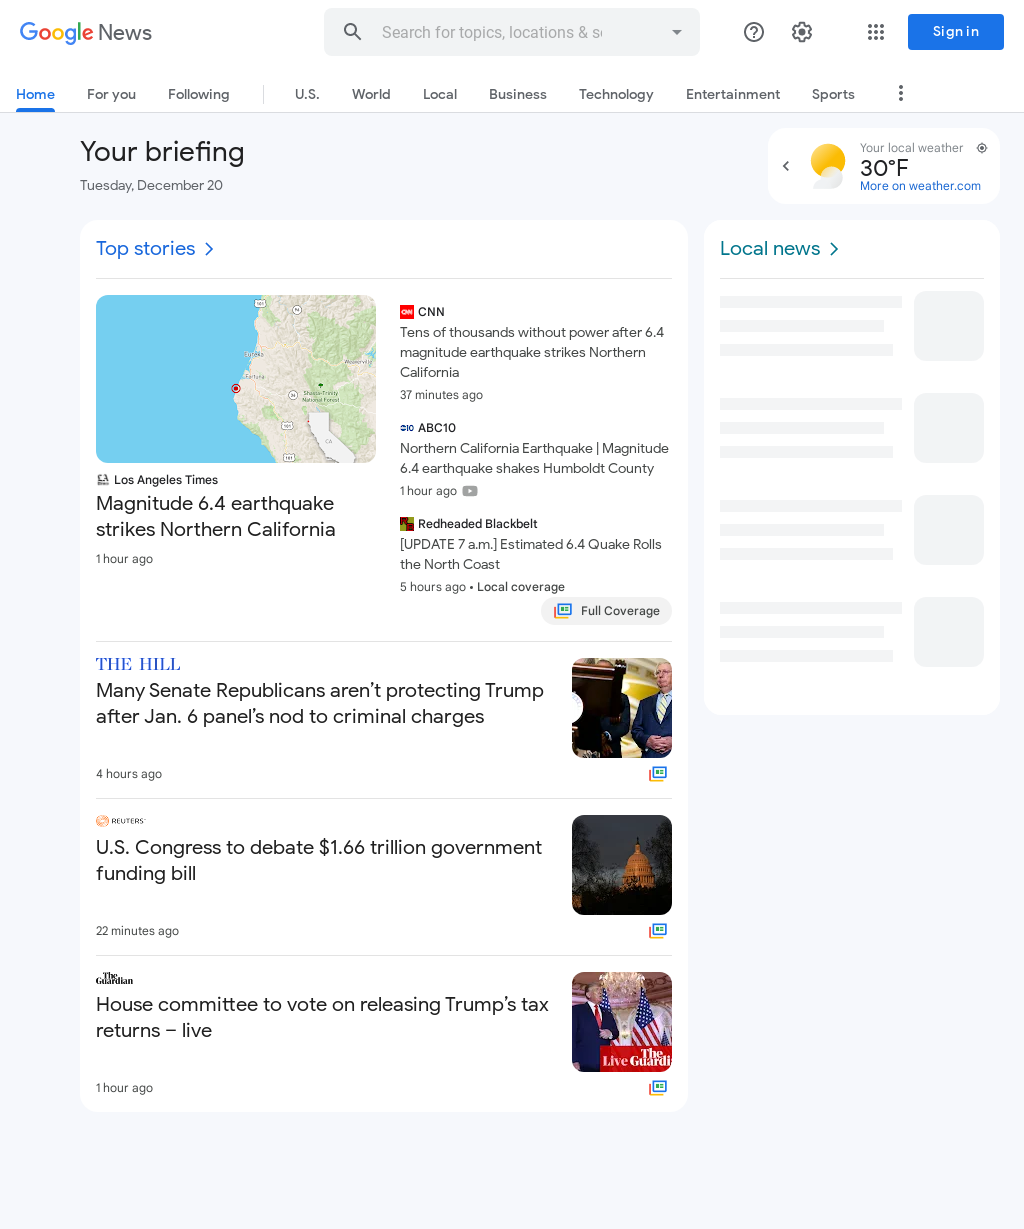 Google News
Search for topics, locations & so
Sign in
Home For you Following U.S. World Local Business Technology Entertainment Sports
Your briefing
Tuesday, December 20
Your local weather
30°F
More on weather.com
Top stories
Eureka
Fortuna
Weaverville
Shasta-Trinity
National Forest
CA
101
101
101
Los Angeles Times
Magnitude 6.4 earthquake
strikes Northern California
1 hour ago
CNN
Tens of thousands without power after 6.4
magnitude earthquake strikes Northern
California
37 minutes ago
ABC10
Northern California Earthquake | Magnitude
6.4 earthquake shakes Humboldt County
1 hour ago
Redheaded Blackbelt
[UPDATE 7 a.m.] Estimated 6.4 Quake Rolls
the North Coast
5 hours ago • Local coverage
Full Coverage
THE HILL
Many Senate Republicans aren’t protecting Trump
after Jan. 6 panel’s nod to criminal charges
4 hours ago
REUTERS
U.S. Congress to debate $1.66 trillion government
funding bill
22 minutes ago
The
Guardian
House committee to vote on releasing Trump’s tax
returns – live
The
Live Guardi
1 hour ago
Local news